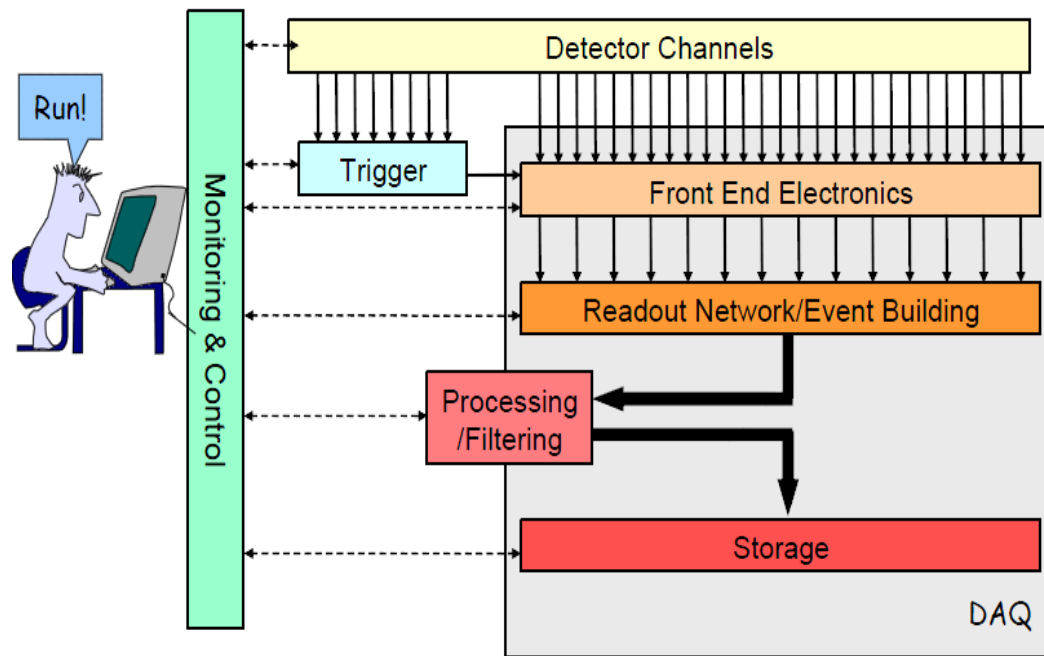 Detector Channels
Run!
Trigger
Monitoring & Control
Front End Electronics
Readout Network/Event Building
Processing
/Filtering
Storage
DAQ